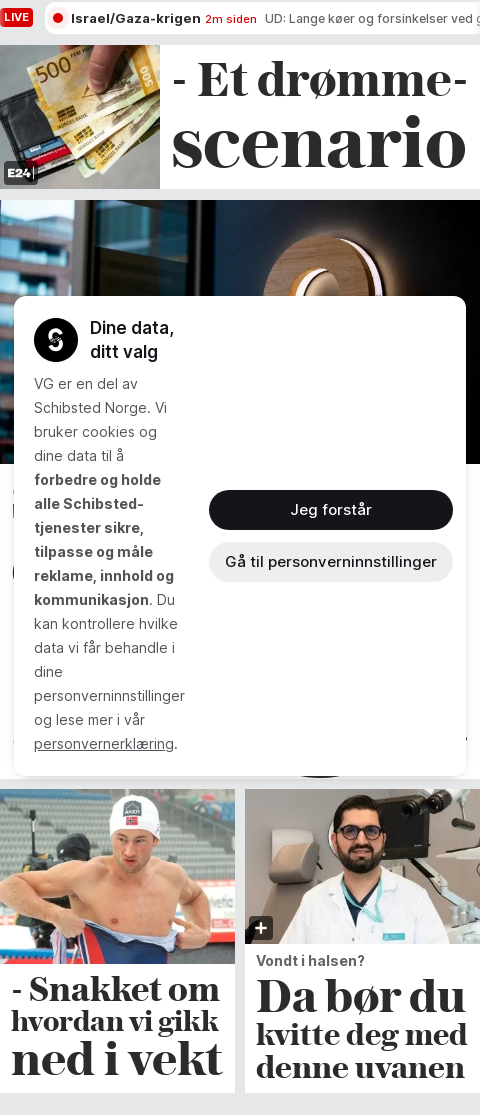 LIVE
Israel/Gaza-krigen 2m siden UD: Lange køer og forsinkelser ved
- Et drømme-
scenario
E24
Dine data,
ditt valg
VG er en del av
Schibsted Norge. Vi
bruker cookies og
dine data til å
forbedre og holde
alle Schibsted-
tjenester sikre,
tilpasse og måle
reklame, innhold og
kommunikasjon. Du
kan kontrollere hvilke
data vi får behandle i
dine
personverninnstillinger
og lese mer i vår
personvernerklæring.
Jeg forstår
Gå til personverninnstillinger
- Snakket om
hvordan vi gikk
ned i vekt
+
Vondt i halsen?
Da bør du
kvitte deg med
denne uvanen